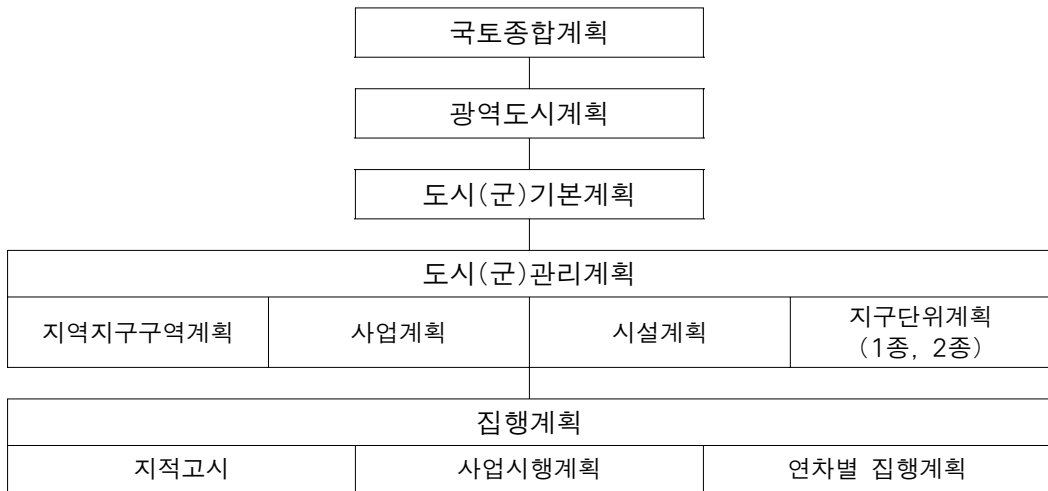 국토종합계획
광역도시계획
도시(군)기본계획
도시(군)관리계획
지역지구구역계획
사업계획
시설계획
지구단위계획
(1종, 2종)
집행계획
지적고시
사업시행계획
연차별 집행계획